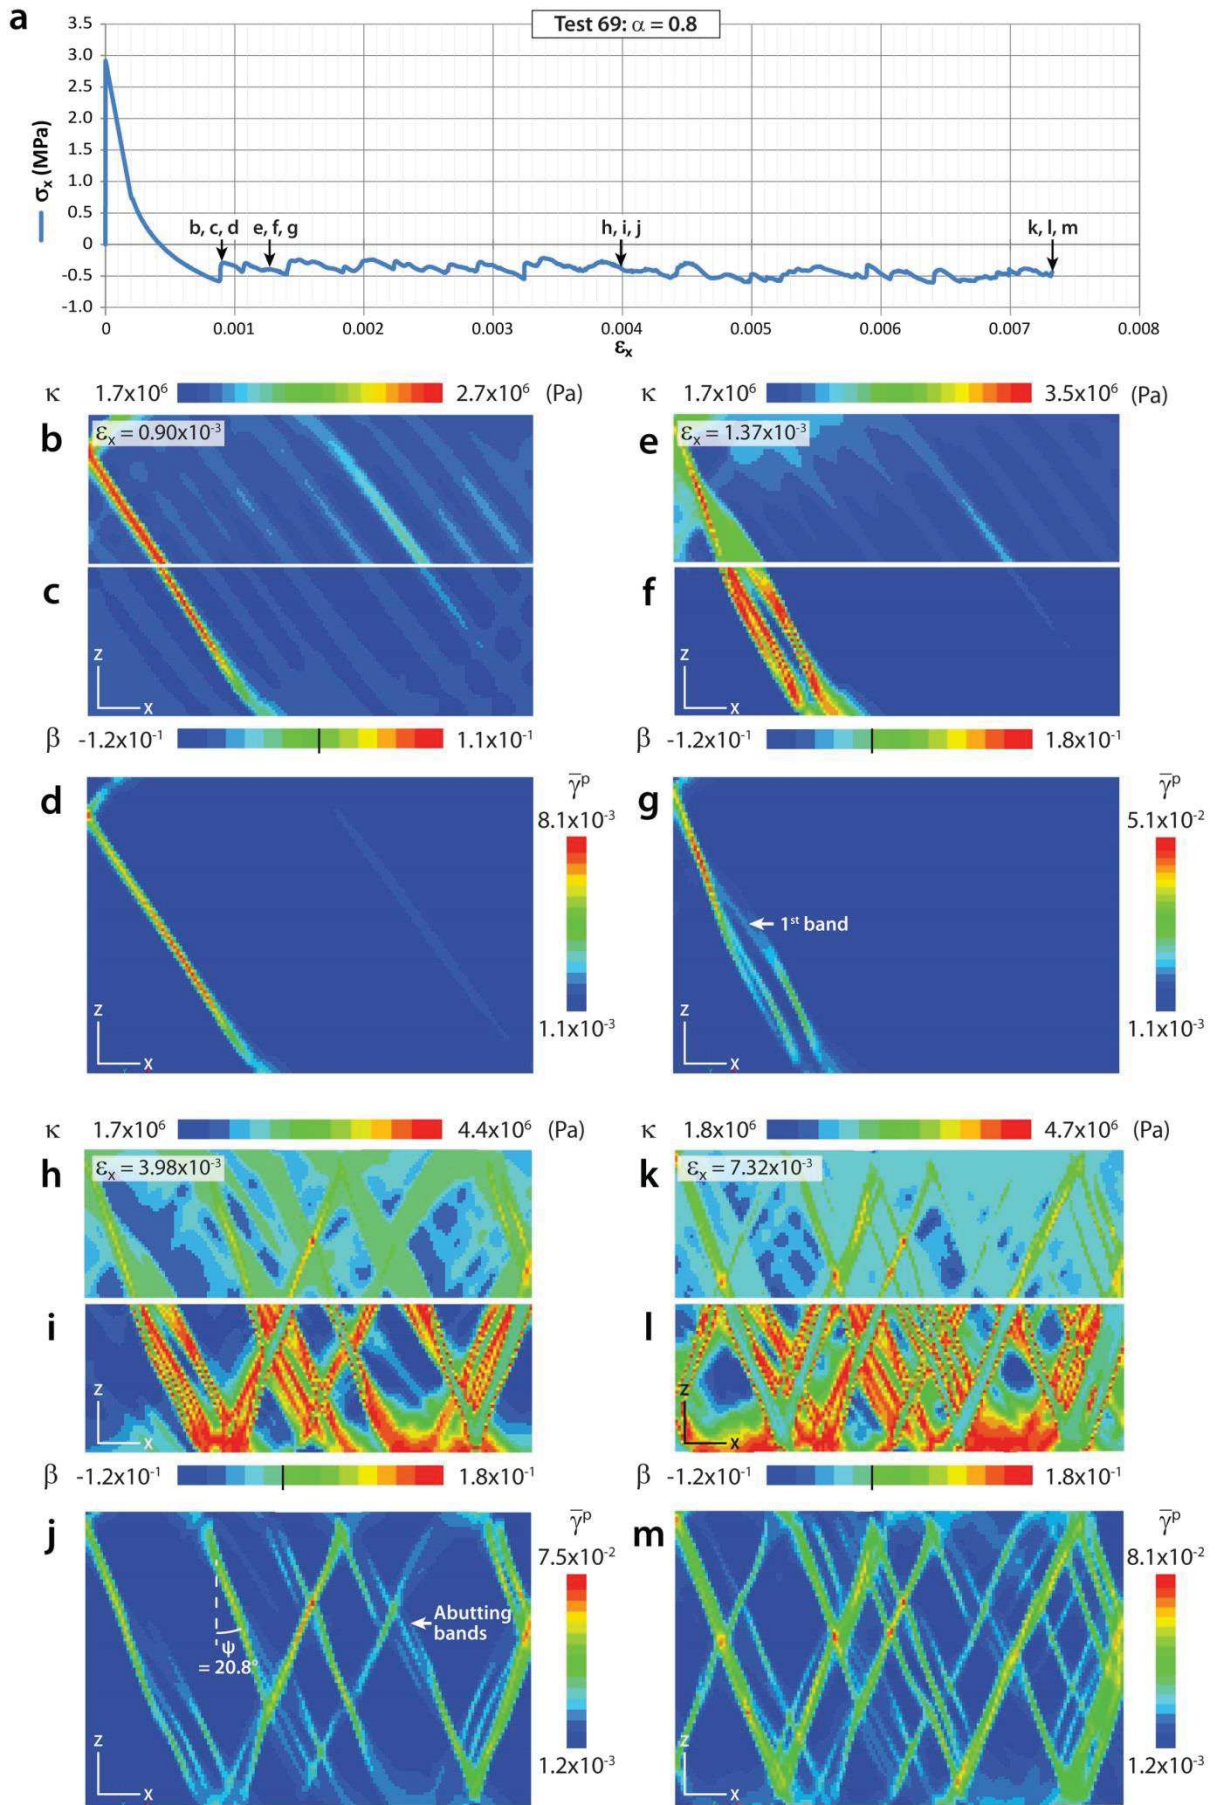 a
Test 69: α = 0.8
σx (MPa)
3.5
3.0
2.5
2.0
1.5
1.0
0.5
0
-0.5
-1.0
b, c, d
e, f, g
h, i, j
k, l, m
0 0.001 0.002 0.003 0.004 0.005 0.006 0.007 0.008
εx
κ 1.7x10⁶ 2.7x10⁶ (Pa)
κ 1.7x10⁶ 3.5x10⁶ (Pa)
b
εx = 0.90x10⁻³
e
εx = 1.37x10⁻³
c
z
x
f
z
x
β -1.2x10⁻¹ 1.1x10⁻¹
β -1.2x10⁻¹ 1.8x10⁻¹
d
z
x
γ̅ᵖ
8.1x10⁻³
1.1x10⁻³
g
1st band
z
x
γ̅ᵖ
5.1x10⁻²
1.1x10⁻³
κ 1.7x10⁶ 4.4x10⁶ (Pa)
κ 1.8x10⁶ 4.7x10⁶ (Pa)
h
εx = 3.98x10⁻³
k
εx = 7.32x10⁻³
i
z
x
l
z
x
β -1.2x10⁻¹ 1.8x10⁻¹
β -1.2x10⁻¹ 1.8x10⁻¹
j
ψ
= 20.8°
Abutting
bands
z
x
γ̅ᵖ
7.5x10⁻²
1.2x10⁻³
m
z
x
γ̅ᵖ
8.1x10⁻²
1.2x10⁻³